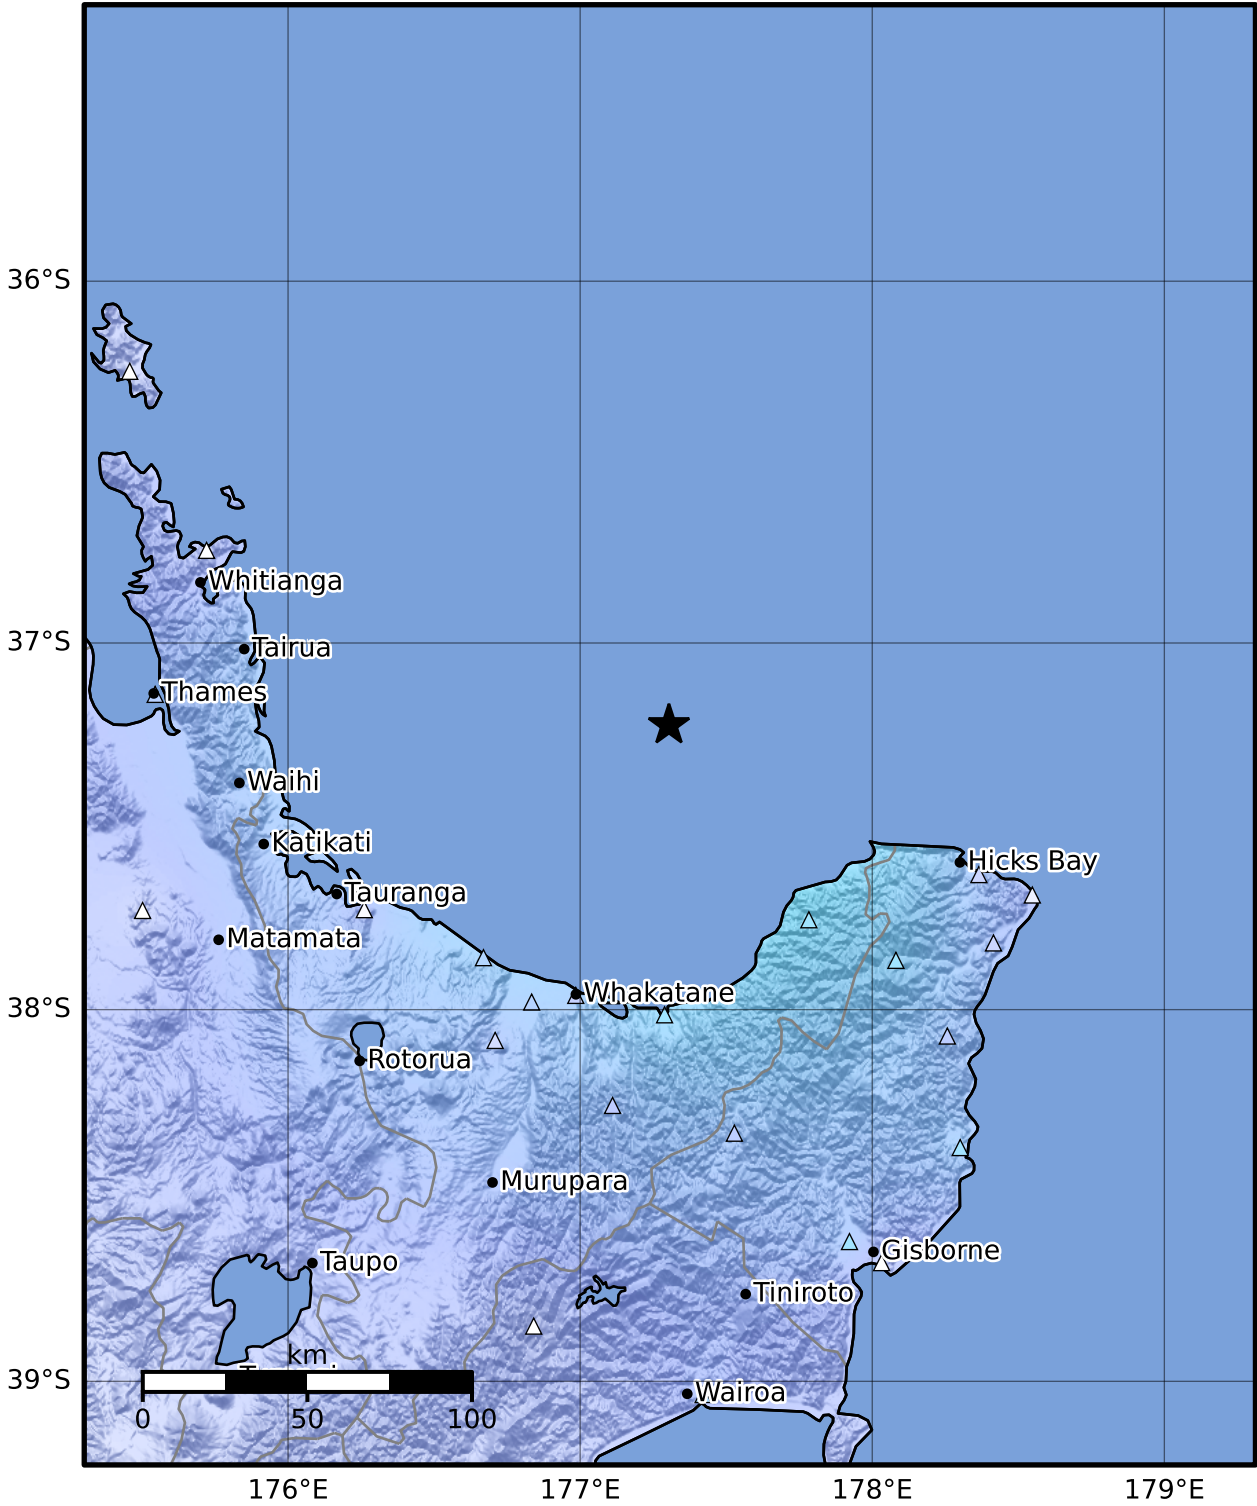 36°S
Whitianga
37°S
Tairua
Thames
Waihi
Katikati
Hicks Bay
Tauranga
Matamata
Whakatane
38°S
Rotorua
Murupara
Gisborne
Taupo
Tiniroto
km
39°S
Wairoa
0 50 100
176°E 177°E 178°E 179°E